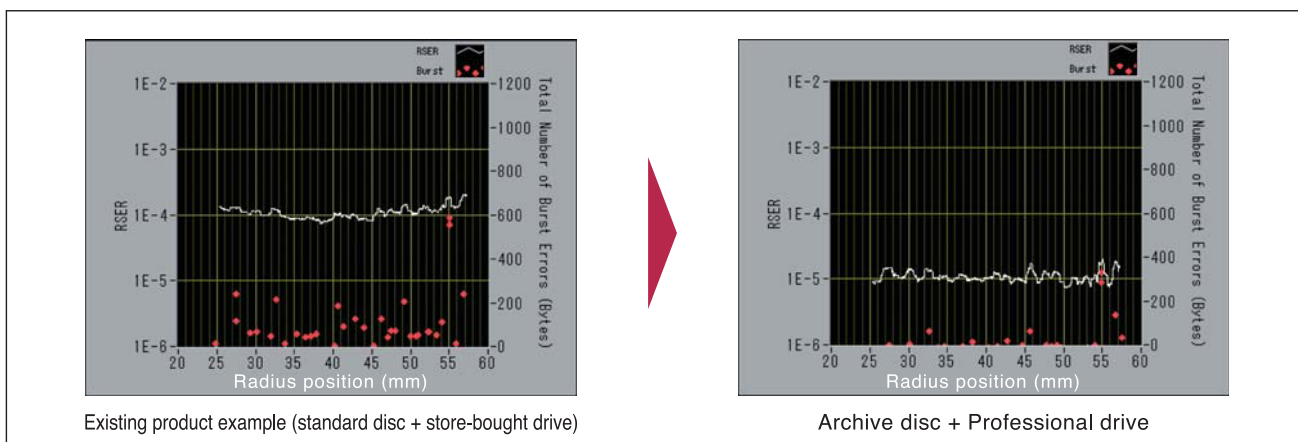 RSER
Burst
1E-2
1E-3
1E-4
1E-5
1E-6
RSER
1200
1000
800
600
400
200
0
Total Number of Burst Errors (Bytes)
20 25 30 35 40 45 50 55 60
Radius position (mm)
Existing product example (standard disc + store-bought drive)
RSER
Burst
1E-2
1E-3
1E-4
1E-5
1E-6
RSER
1200
1000
800
600
400
200
0
Total Number of Burst Errors (Bytes)
20 25 30 35 40 45 50 55 60
Radius position (mm)
Archive disc + Professional drive